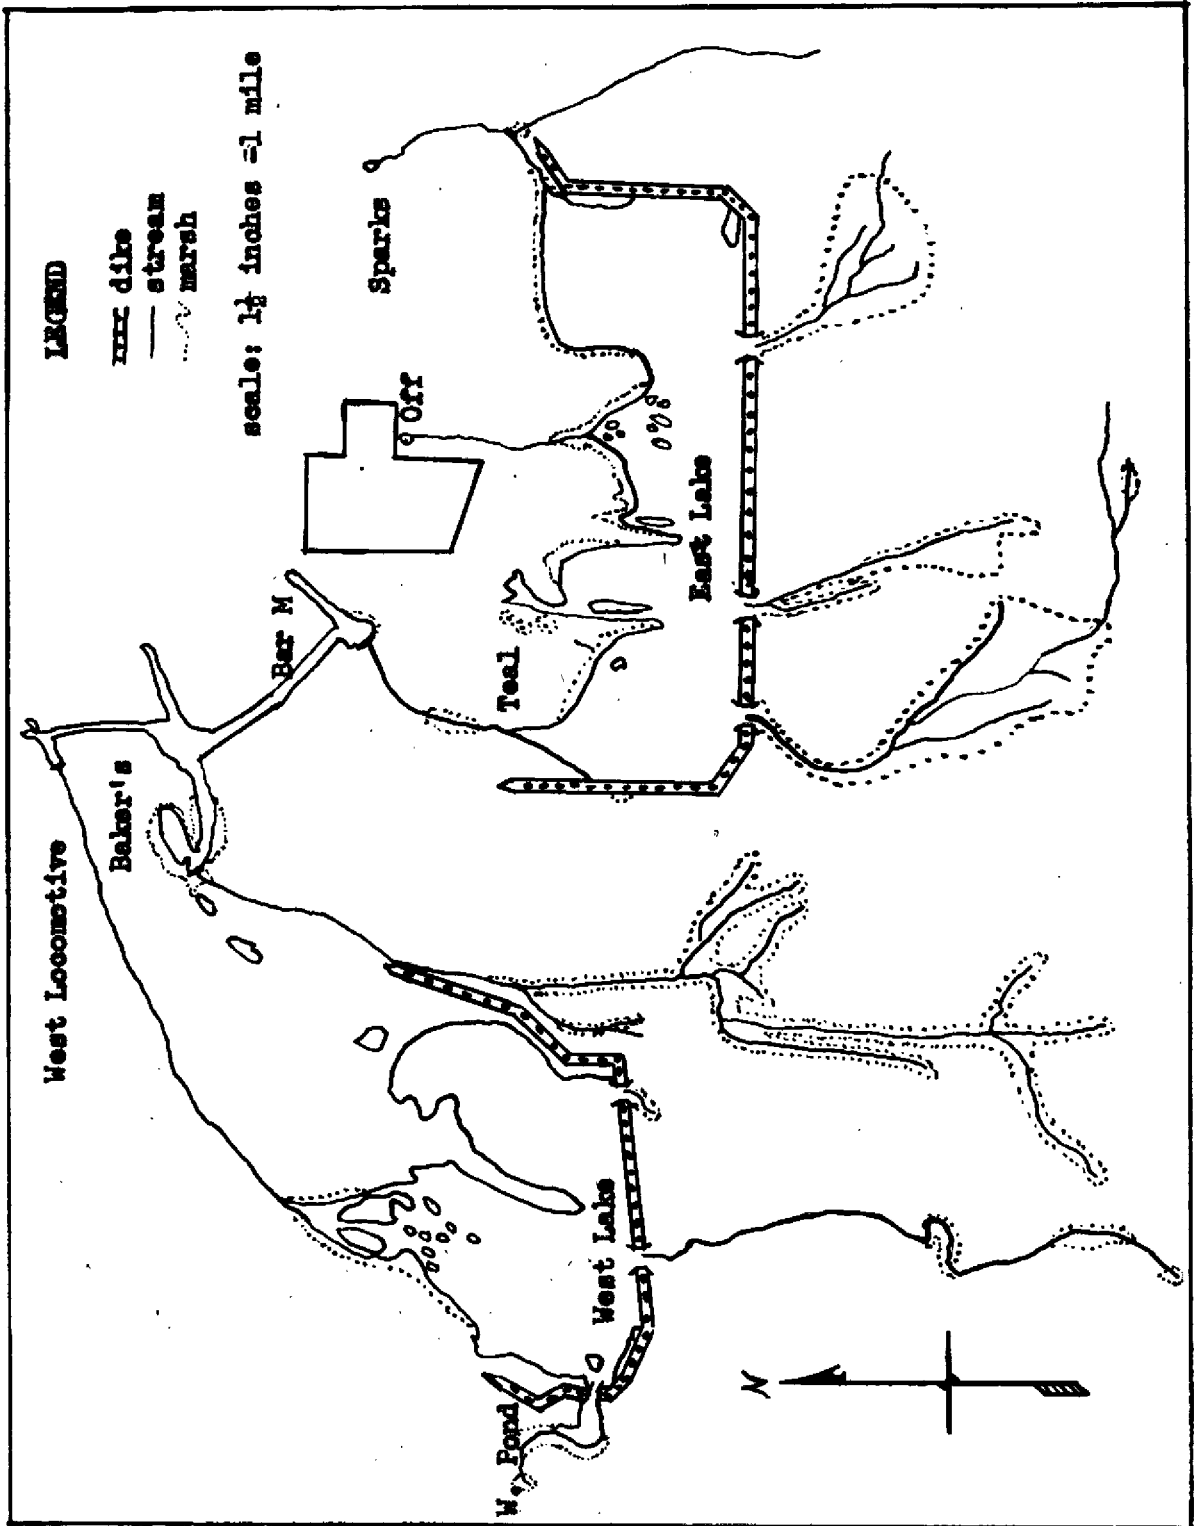 LEGEND
dike
stream
marsh
scale: 1½ inches =1 mile
West Locomotive
Baker's
Bar M
Off
Sparks
Teal
East Lake
West Lake
W. Pond
N